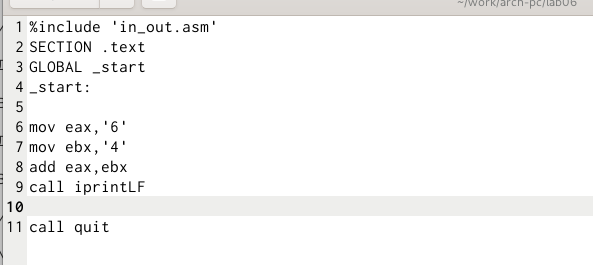 ~/work/arch-pc/lab06
1 %include 'in_out.asm'
2 SECTION .text
3 GLOBAL _start
4 _start:
5
6 mov eax,'6'
7 mov ebx,'4'
8 add eax,ebx
9 call iprintLF
10
11 call quit